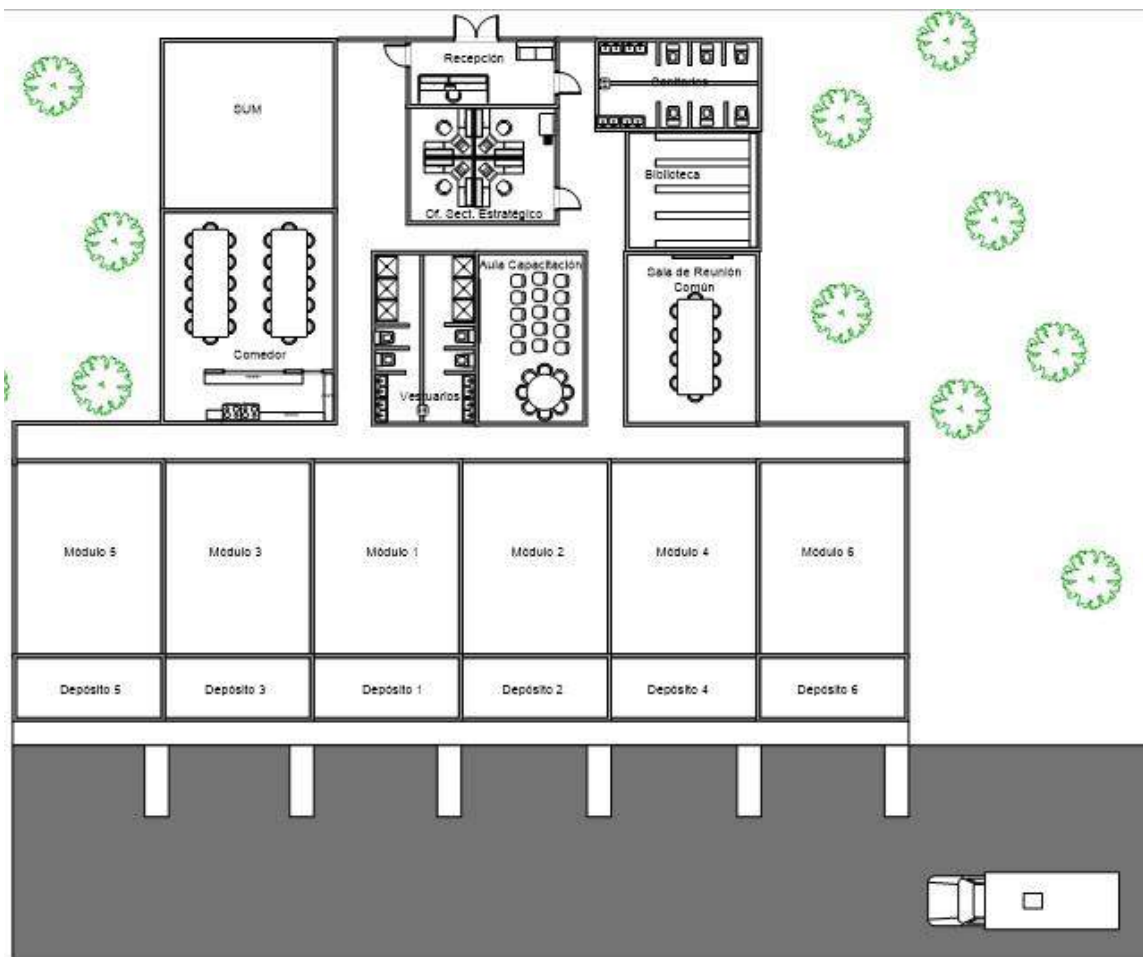 Recepción
Sanitarios
SUM
Biblioteca
Of. Sect. Estratégico
Aula Capacitación
Sala de Reunión
Común
Comedor
Vestuarios
Módulo 5
Módulo 3
Módulo 1
Módulo 2
Módulo 4
Módulo 6
Depósito 5
Depósito 3
Depósito 1
Depósito 2
Depósito 4
Depósito 6